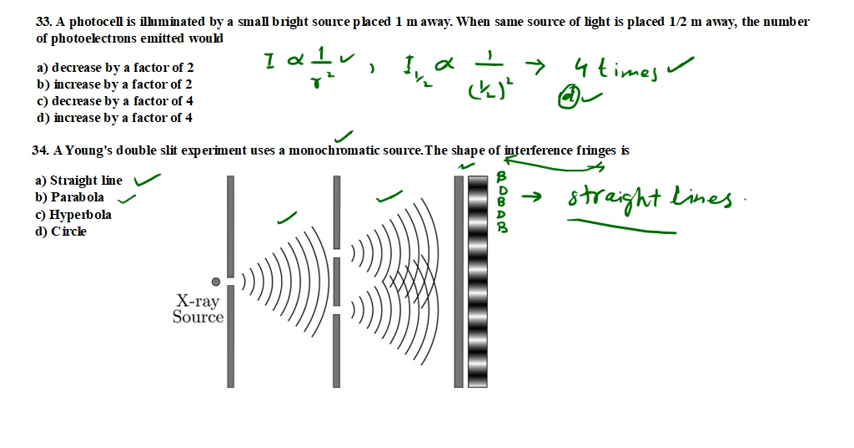 33. A photocell is illuminated by a small bright source placed 1 m away. When same source of light is placed 1/2 m away, the number
of photoelectrons emitted would
I ∝ 1/r² , I₁/₂ ∝ 1/(1/2)² → 4 times
a) decrease by a factor of 2
b) increase by a factor of 2
c) decrease by a factor of 4
d) increase by a factor of 4
d
34. A Young's double slit experiment uses a monochromatic source.The shape of interference fringes is
a) Straight line
b) Parabola
c) Hyperbola
d) Circle
B
D
B
D
B
→ straight lines.
X-ray
Source